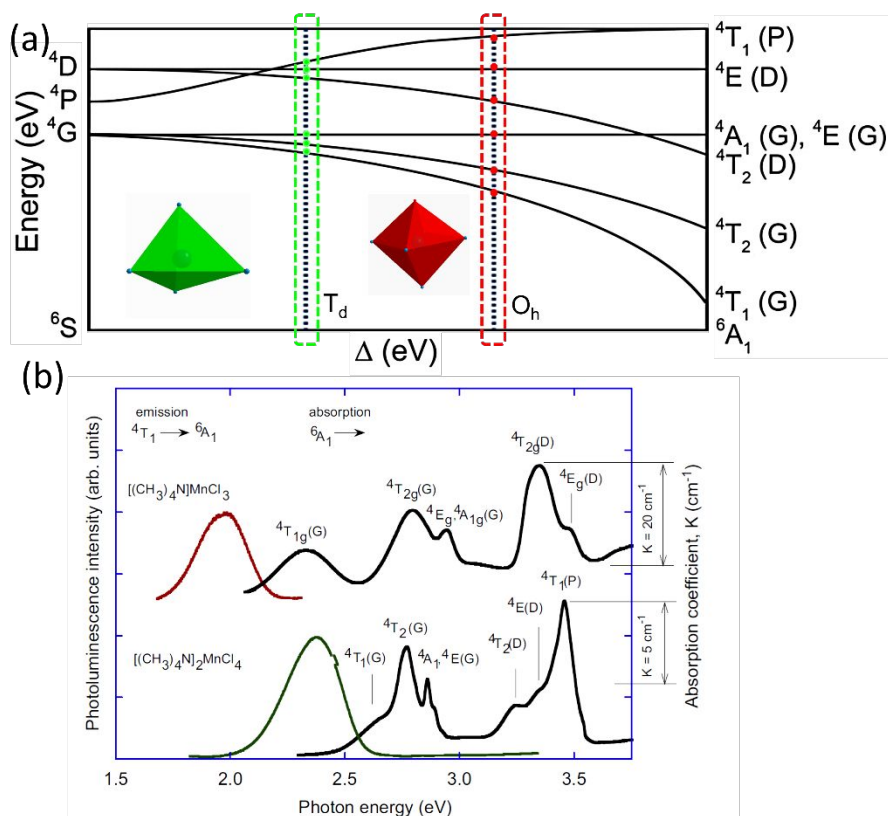 (a)
⁴D
⁴P
⁴G
⁶S
Energy (eV)
T_d
O_h
⁴T₁ (P)
⁴E (D)
⁴A₁ (G), ⁴E (G)
⁴T₂ (D)
⁴T₂ (G)
⁴T₁ (G)
⁶A₁
Δ (eV)
(b)
Photoluminescence intensity (arb. units)
emission
⁴T₁ → ⁶A₁
absorption
⁶A₁ →
[(CH₃)₄N]MnCl₃
⁴T₁g(G)
⁴T₂g(G)
⁴Eg,⁴A₁g(G)
⁴T₂g(D)
⁴Eg(D)
K = 20 cm⁻¹
[(CH₃)₄N]₂MnCl₄
⁴T₁(G)
⁴T₂(G)
⁴A₁,⁴E(G)
⁴T₂(D)
⁴E(D)
⁴T₁(P)
K = 5 cm⁻¹
Absorption coefficient, K (cm⁻¹)
1.5 2.0 2.5 3.0 3.5
Photon energy (eV)